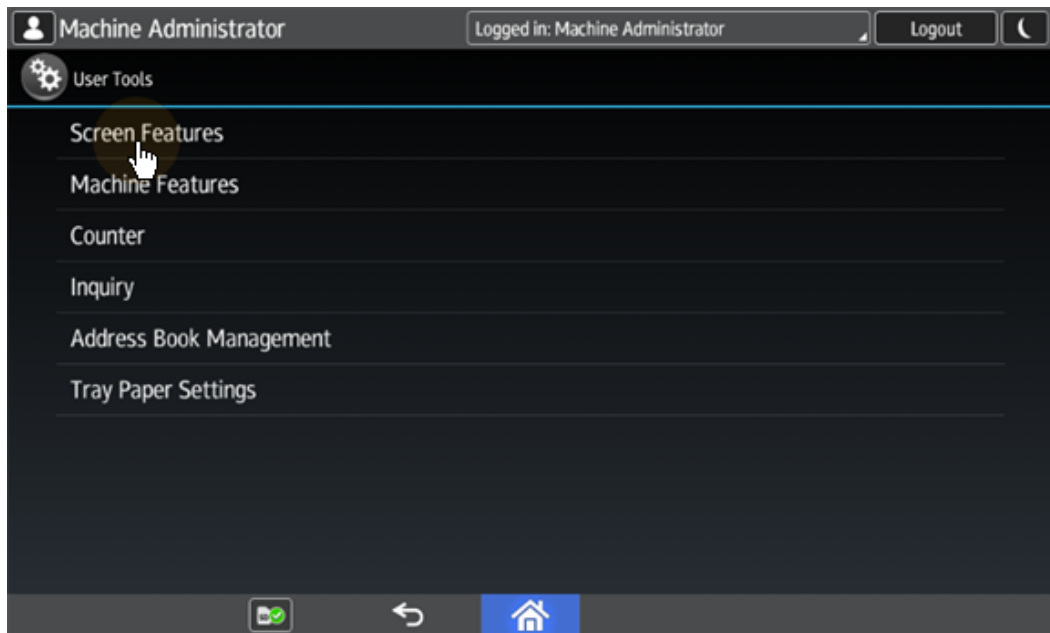 Machine Administrator Logged in: Machine Administrator Logout
User Tools
Screen Features
Machine Features
Counter
Inquiry
Address Book Management
Tray Paper Settings